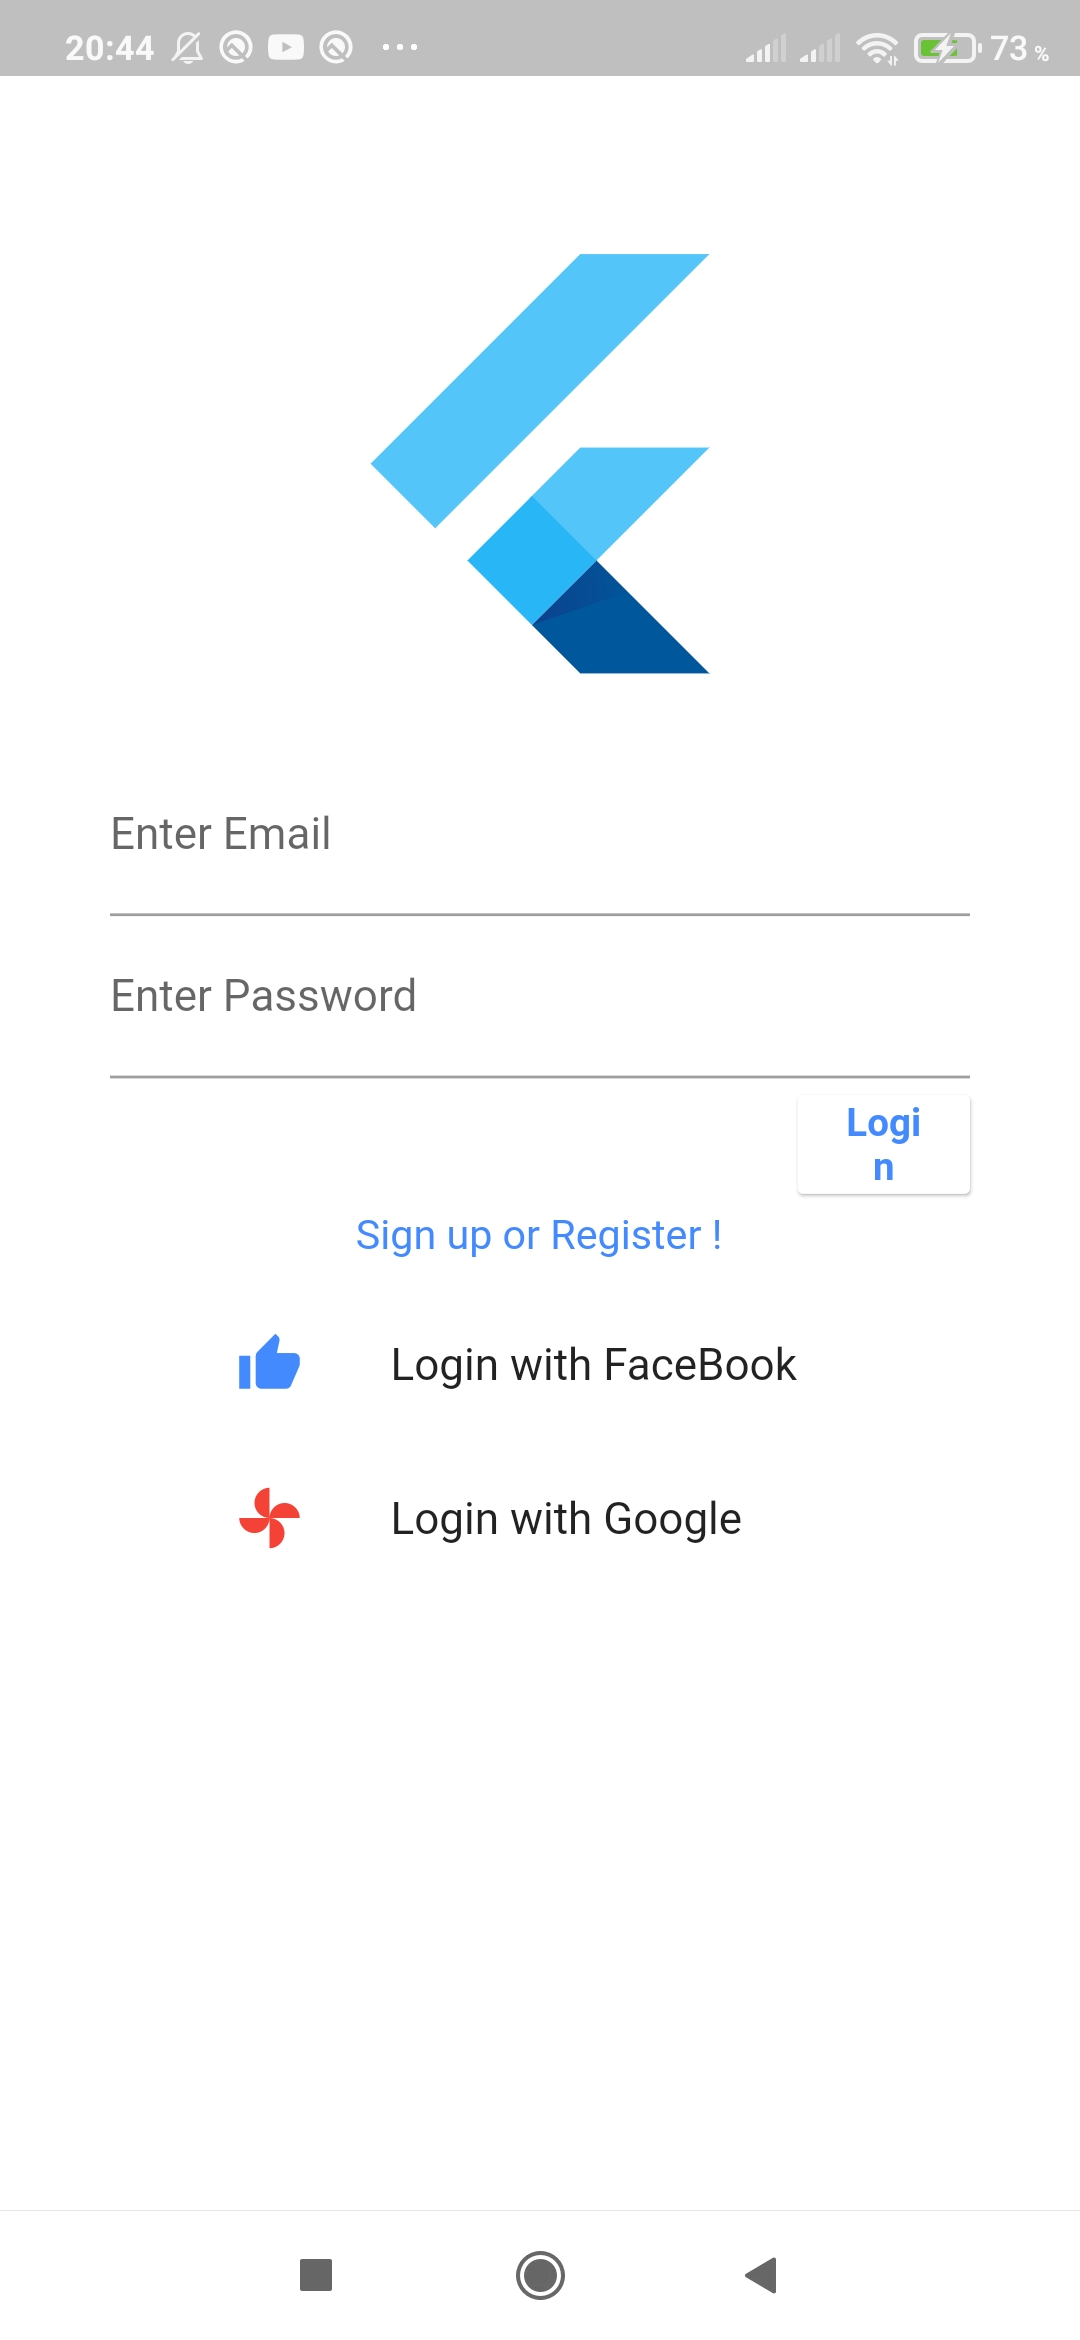 20:44 73 %
Enter Email
Enter Password
Logi
n
Sign up or Register !
Login with FaceBook
Login with Google